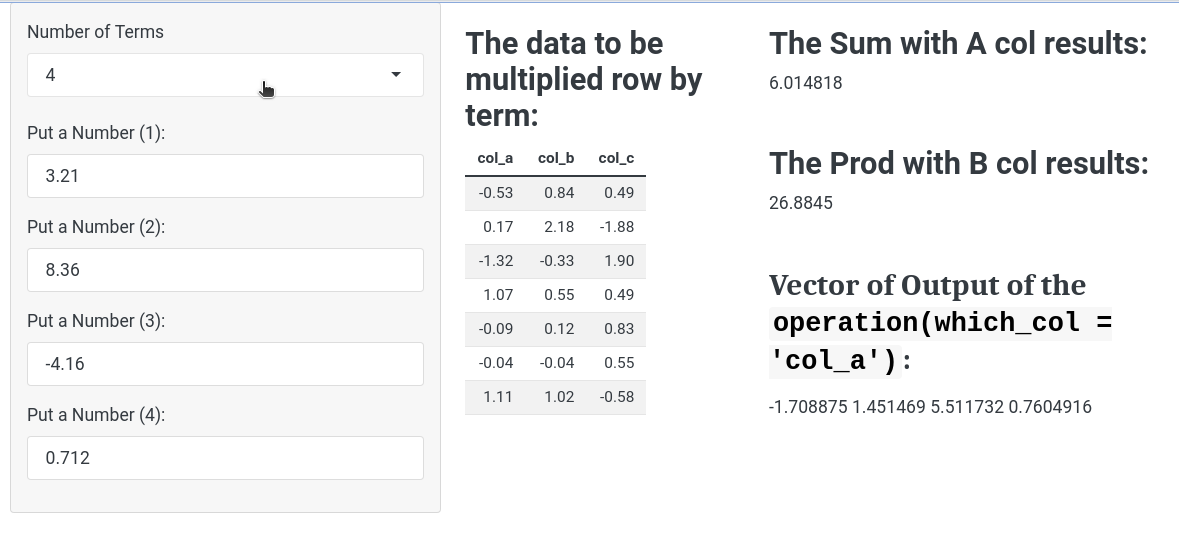 Number of Terms
4
Put a Number (1):
3.21
Put a Number (2):
8.36
Put a Number (3):
-4.16
Put a Number (4):
0.712
The data to be
multiplied row by
term:
col_a col_b col_c
-0.53 0.84 0.49
0.17 2.18 -1.88
-1.32 -0.33 1.90
1.07 0.55 0.49
-0.09 0.12 0.83
-0.04 -0.04 0.55
1.11 1.02 -0.58
The Sum with A col results:
6.014818
The Prod with B col results:
26.8845
Vector of Output of the
operation(which_col =
'col_a'):
-1.708875 1.451469 5.511732 0.7604916